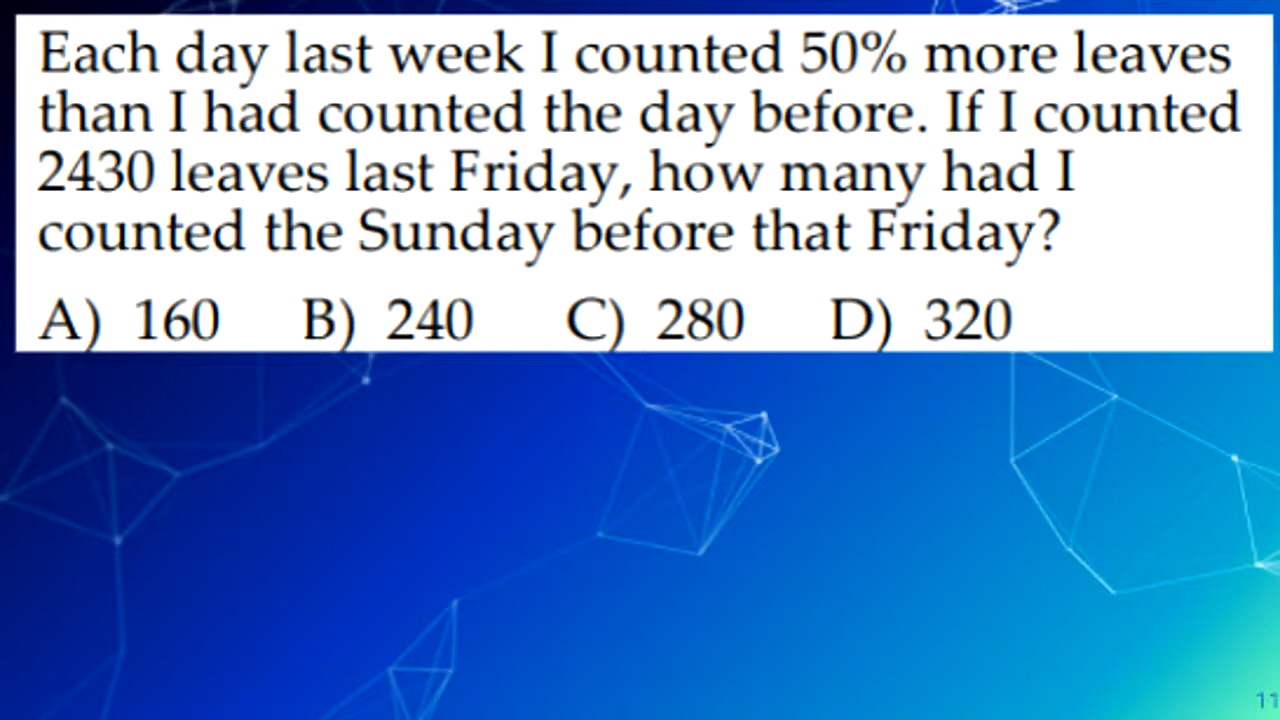 Each day last week I counted 50% more leaves
than I had counted the day before. If I counted
2430 leaves last Friday, how many had I
counted the Sunday before that Friday?
A) 160 B) 240 C) 280 D) 320
11